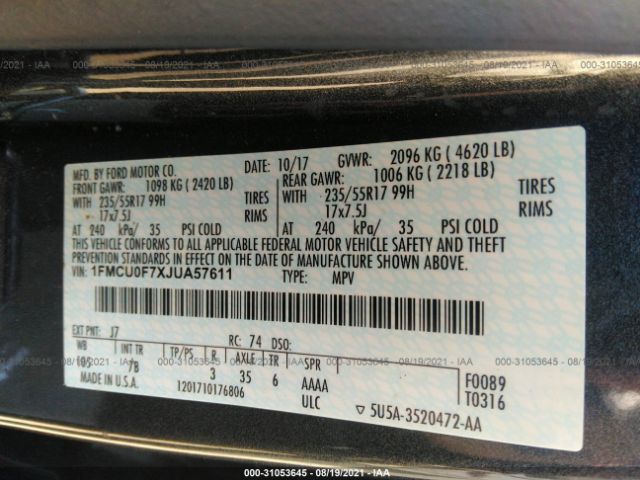 000-31053645 - 08/19/2021 - IAA
MFD. BY FORD MOTOR CO. DATE: 10/17 GVWR: 2096 KG ( 4620 LB)
FRONT GAWR: 1098 KG ( 2420 LB) REAR GAWR: 1006 KG ( 2218 LB)
WITH 235/55R17 99H TIRES WITH 235/55R17 99H TIRES
17x7.5J RIMS 17x7.5J RIMS
AT 240 kPa/ 35 PSI COLD AT 240 kPa/ 35 PSI COLD
THIS VEHICLE CONFORMS TO ALL APPLICABLE FEDERAL MOTOR VEHICLE SAFETY AND THEFT
PREVENTION STANDARDS IN EFFECT ON THE DATE OF MANUFACTURE SHOWN ABOVE.
VIN: 1FMCU0F7XJUA57611 TYPE: MPV
EXT PNT: J7 RC: 74 DSO:
WB INT TR TP/PS R AXLE TR SPR
105 7B 3 35 6 AAAA F0089
MADE IN U.S.A. 1201710176806 ULC T0316
5U5A-3520472-AA
000-31053645 - 08/19/2021 - IAA